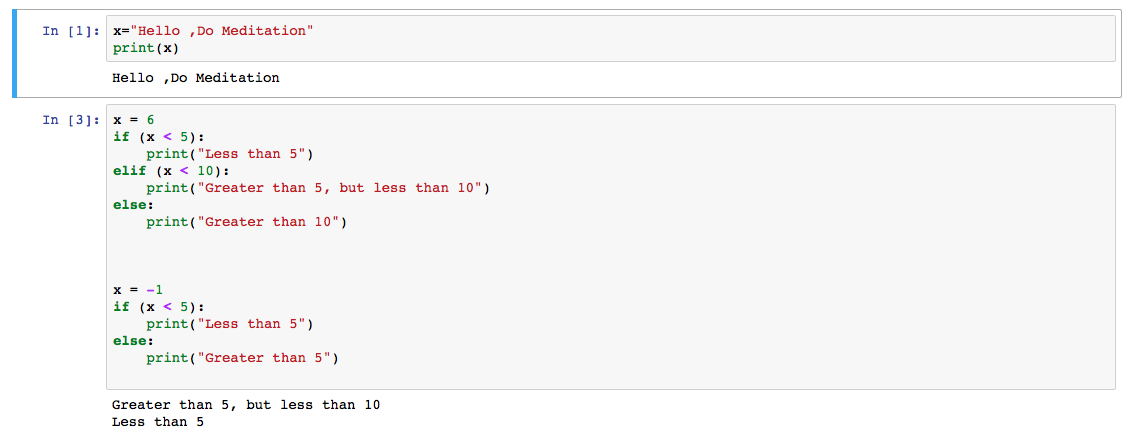 In [1]: x="Hello ,Do Meditation"
print(x)
Hello ,Do Meditation
In [3]: x = 6
if (x < 5):
    print("Less than 5")
elif (x < 10):
    print("Greater than 5, but less than 10")
else:
    print("Greater than 10")
x = -1
if (x < 5):
    print("Less than 5")
else:
    print("Greater than 5")
Greater than 5, but less than 10
Less than 5